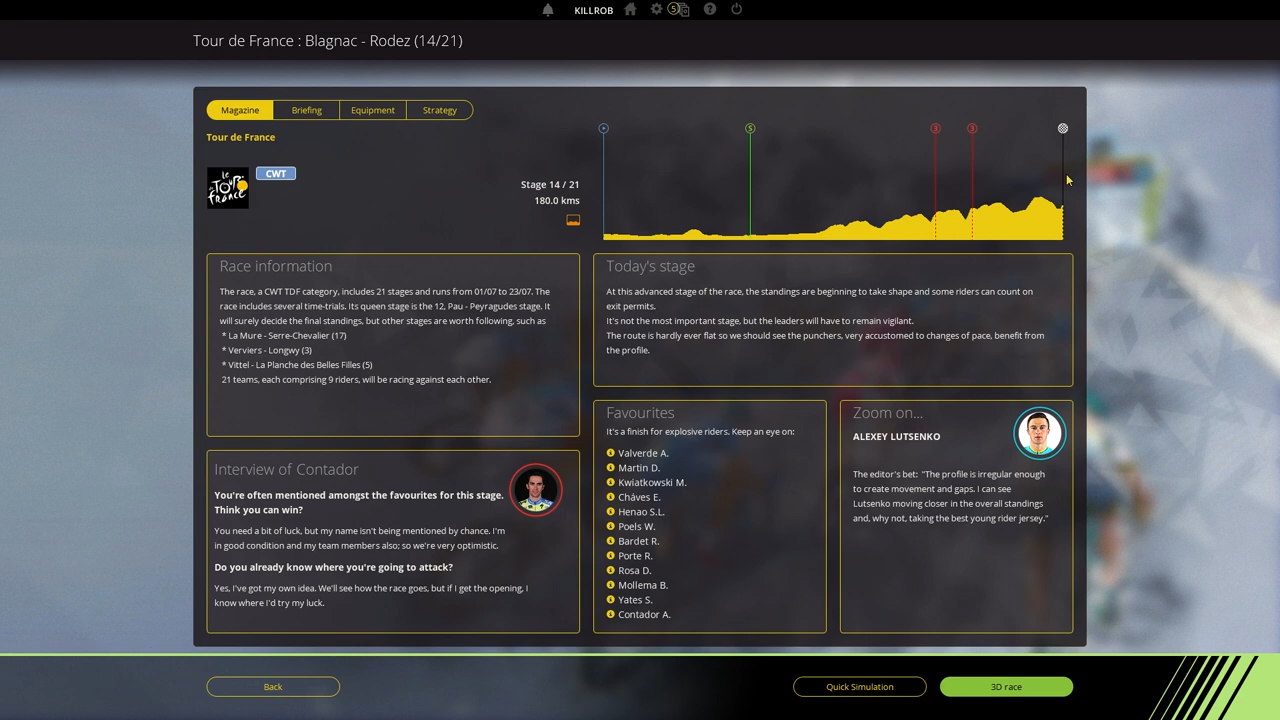 KILLROB
5
Tour de France : Blagnac - Rodez (14/21)
Magazine
Briefing
Equipment
Strategy
Tour de France
le Tour de france
CWT
Stage 14 / 21
180.0 kms
S
3
3
Race information
The race, a CWT TDF category, includes 21 stages and runs from 01/07 to 23/07. The
race includes several time-trials. Its queen stage is the 12, Pau - Peyragudes stage. It
will surely decide the final standings, but other stages are worth following, such as
* La Mure - Serre-Chevalier (17)
* Verviers - Longwy (3)
* Vittel - La Planche des Belles Filles (5)
21 teams, each comprising 9 riders, will be racing against each other.
Today's stage
At this advanced stage of the race, the standings are beginning to take shape and some riders can count on
exit permits.
It's not the most important stage, but the leaders will have to remain vigilant.
The route is hardly ever flat so we should see the punchers, very accustomed to changes of pace, benefit from
the profile.
Interview of Contador
You're often mentioned amongst the favourites for this stage.
Think you can win?
You need a bit of luck, but my name isn't being mentioned by chance. I'm
in good condition and my team members also; so we're very optimistic.
Do you already know where you're going to attack?
Yes, I've got my own idea. We'll see how the race goes, but if I get the opening, I
know where I'd try my luck.
Favourites
It's a finish for explosive riders. Keep an eye on:
Valverde A.
Martin D.
Kwiatkowski M.
Cháves E.
Henao S.L.
Poels W.
Bardet R.
Porte R.
Rosa D.
Mollema B.
Yates S.
Contador A.
Zoom on...
ALEXEY LUTSENKO
The editor's bet:  "The profile is irregular enough
to create movement and gaps. I can see
Lutsenko moving closer in the overall standings
and, why not, taking the best young rider jersey."
Back
Quick Simulation
3D race